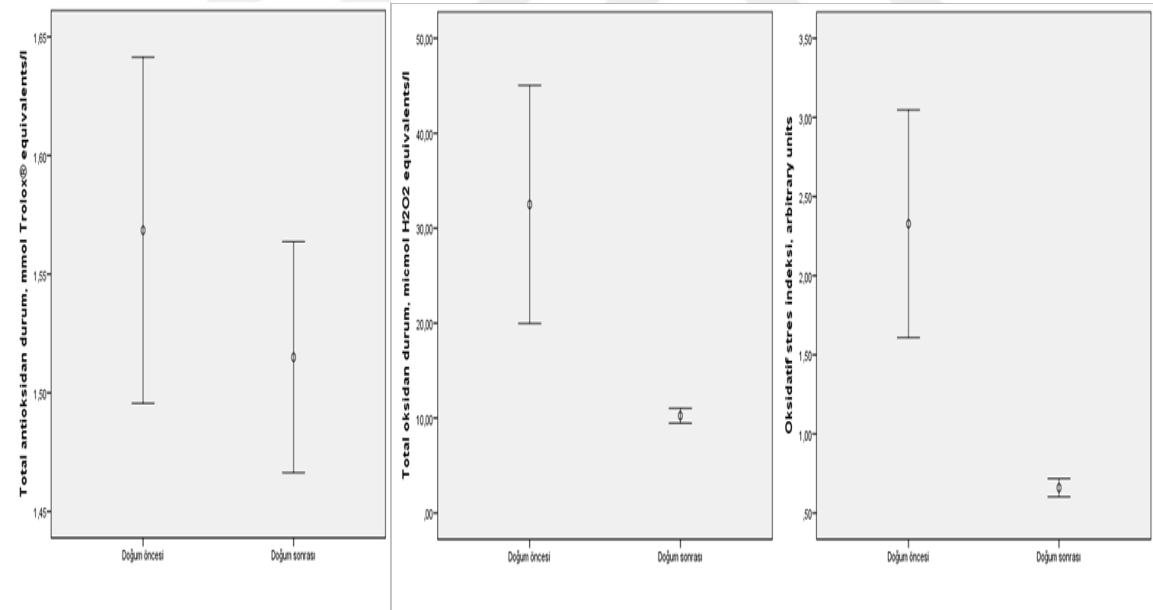 Total antioksidan durum, mmol Trolox® equivalents/l
1,65
1,60
1,55
1,50
1,45
Doğum öncesi
Doğum sonrası
Total oksidan durum, micmol H2O2 equivalents/l
50,00
40,00
30,00
20,00
10,00
,00
Doğum öncesi
Doğum sonrası
Oksidatif stres indeksi, arbitrary units
3,50
3,00
2,50
2,00
1,50
1,00
,50
Doğum öncesi
Doğum sonrası